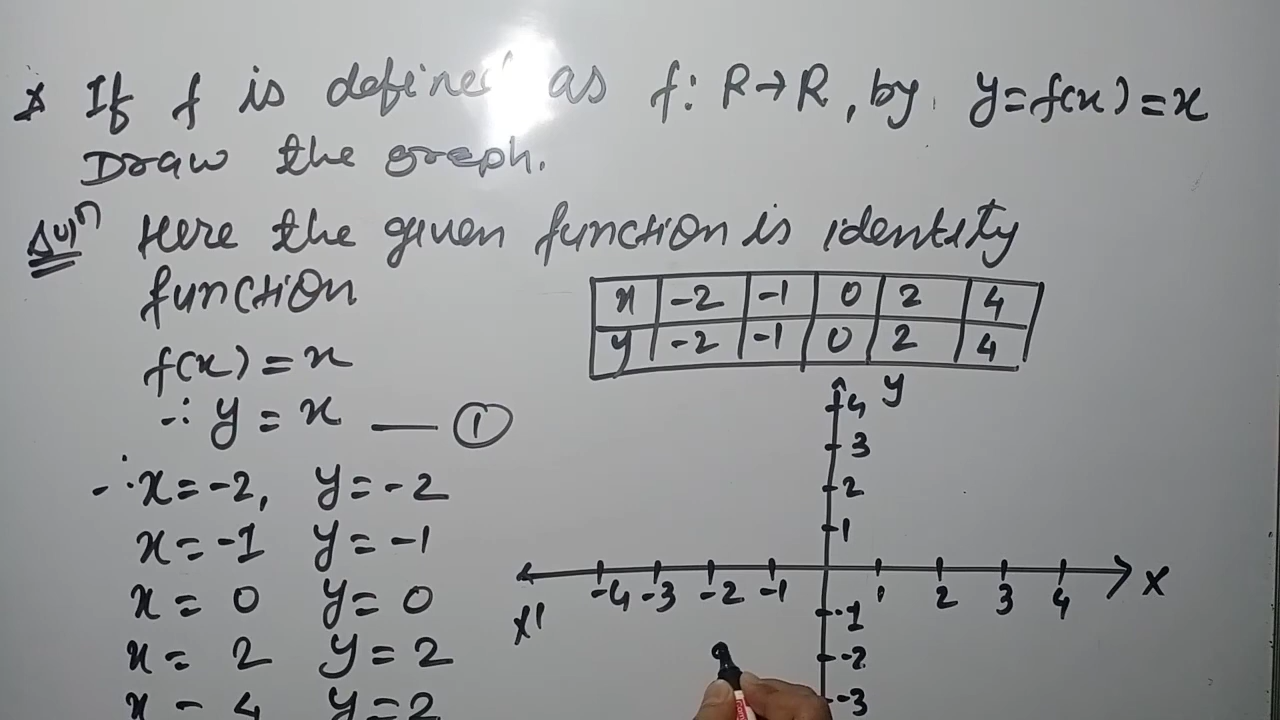 * If f is defined as f: R→R, by y=f(x)=x
Draw the graph.
Solⁿ Here the given function is identity
function
f(x)=x
∴ y=x — ①
x -2 -1 0 2 4
y -2 -1 0 2 4
∴ x=-2, y=-2
x=-1 y=-1
x=0 y=0
x=2 y=2
x=4 y=2
y
4
3
2
1
-4 -3 -2 -1 1 2 3 4 X
X'
-1
-2
-3